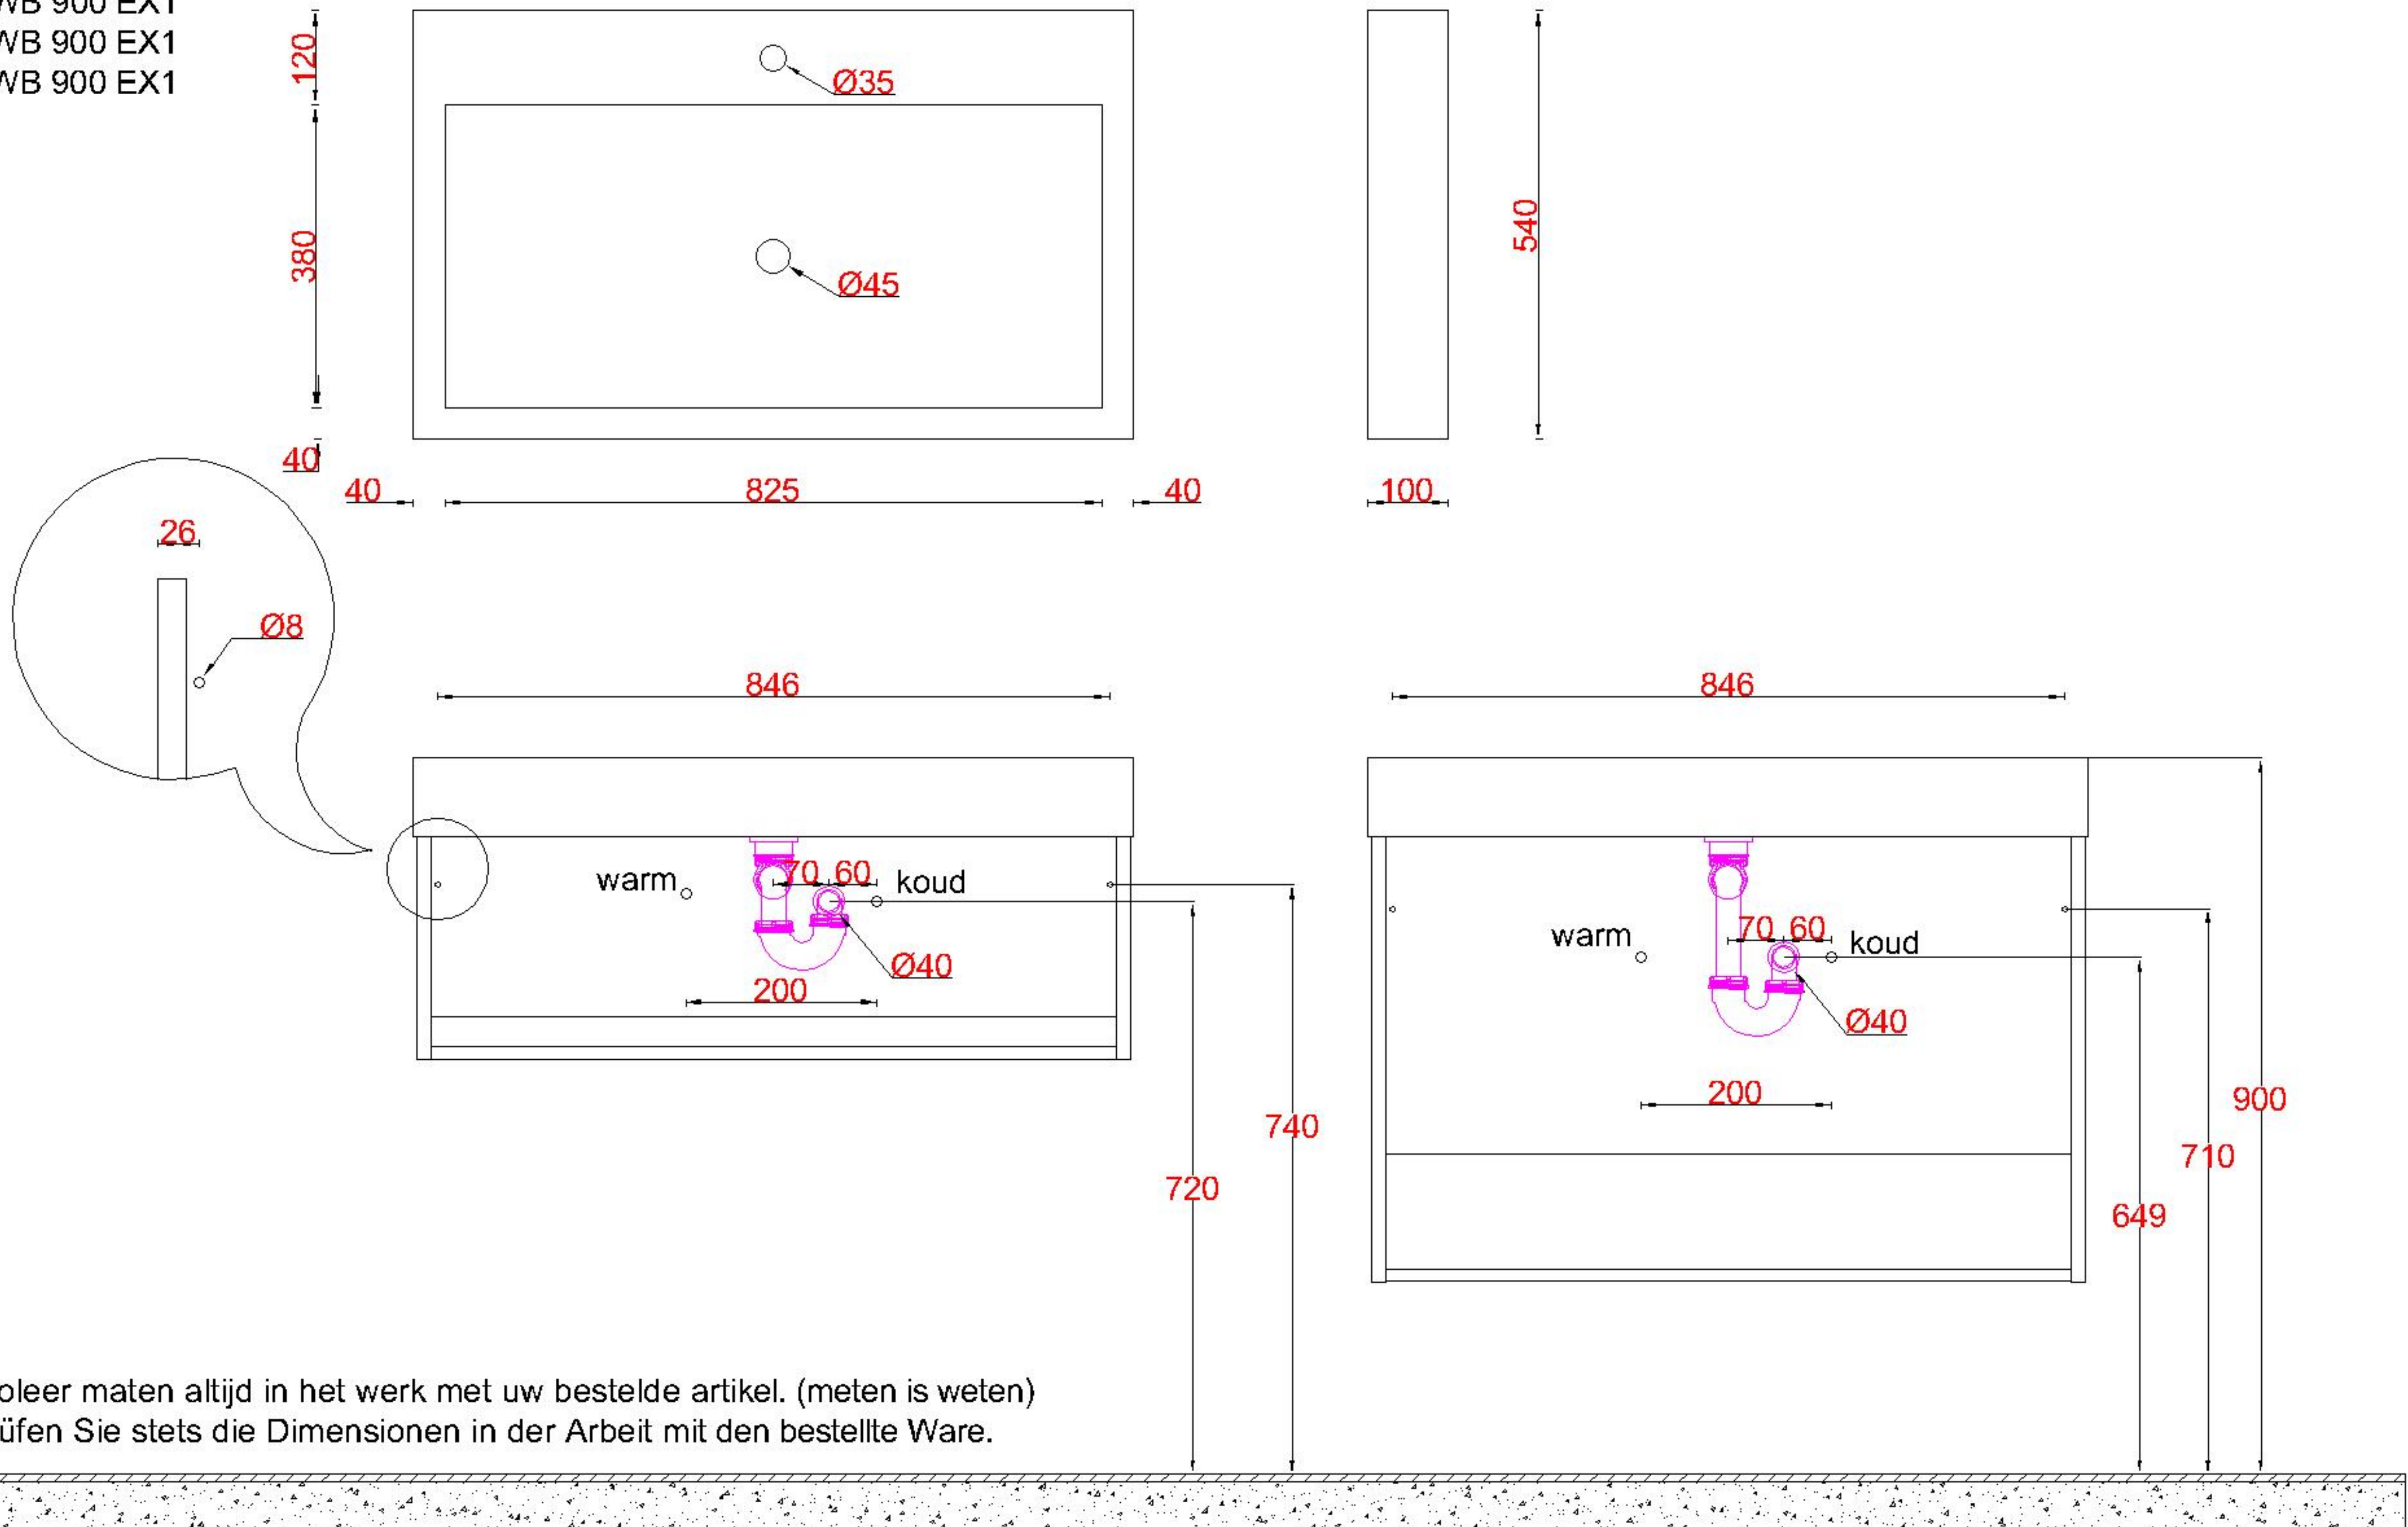 WB 900 EX1
WB 900 EX1
WB 900 EX1
120
Ø35
380
Ø45
540
40
40
825
40
100
26
Ø8
846
846
warm
70
60
koud
Ø40
200
warm
70
60
koud
Ø40
200
720
740
649
710
900
oleer maten altijd in het werk met uw bestelde artikel. (meten is weten)
üfen Sie stets die Dimensionen in der Arbeit mit den bestellte Ware.